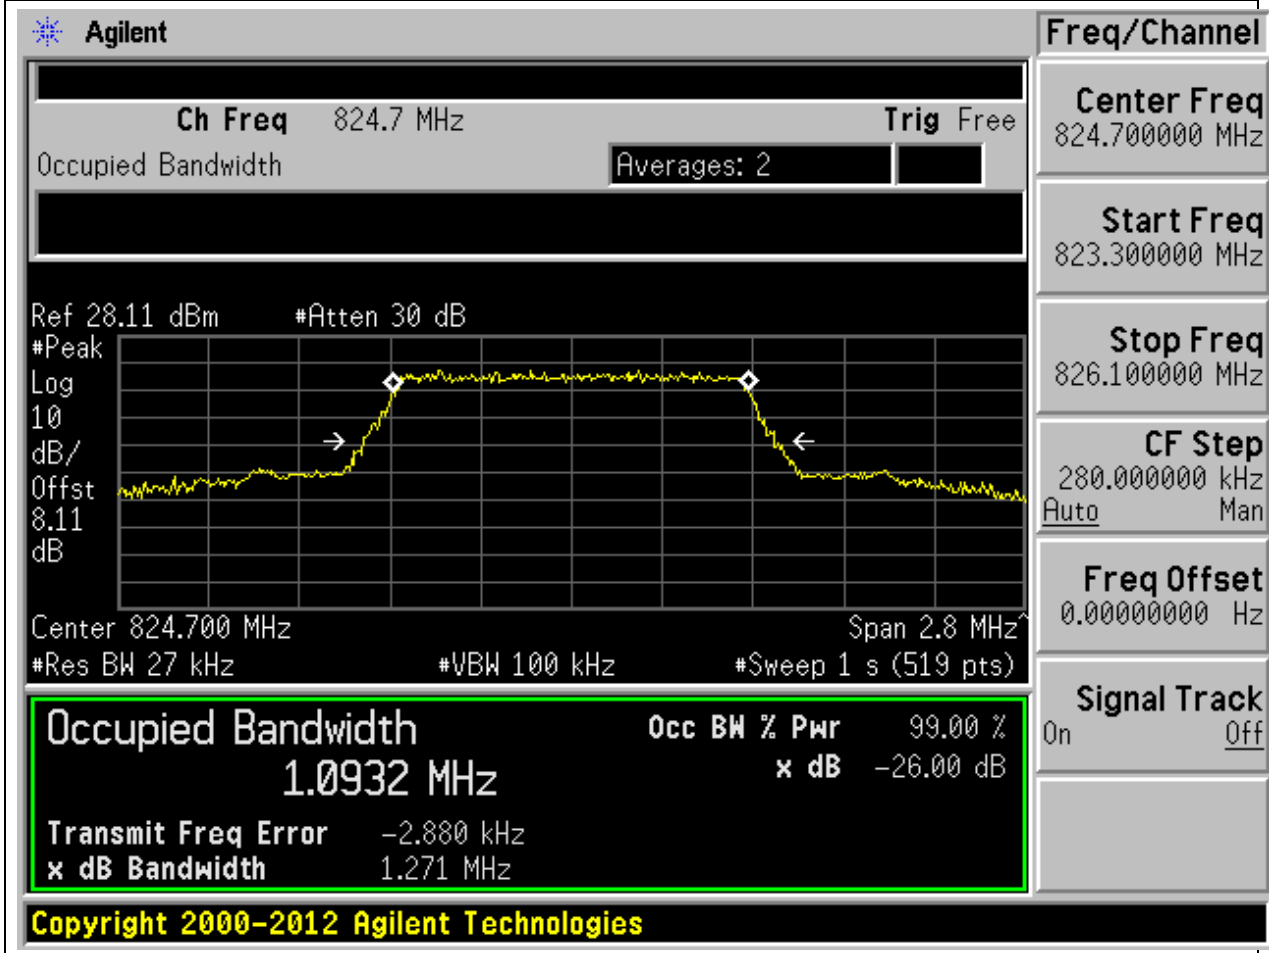 Agilent
Freq/Channel
Ch Freq 824.7 MHz Trig Free
Occupied Bandwidth Averages: 2
Center Freq
824.700000 MHz
Start Freq
823.300000 MHz
Stop Freq
826.100000 MHz
CF Step
280.000000 kHz
Auto Man
Freq Offset
0.00000000 Hz
Signal Track
On Off
Ref 28.11 dBm #Atten 30 dB
#Peak
Log
10
dB/
Offst
8.11
dB
Center 824.700 MHz Span 2.8 MHz^
#Res BW 27 kHz #VBW 100 kHz #Sweep 1 s (519 pts)
Occupied Bandwidth Occ BW % Pwr 99.00 %
1.0932 MHz x dB -26.00 dB
Transmit Freq Error -2.880 kHz
x dB Bandwidth 1.271 MHz
Copyright 2000-2012 Agilent Technologies